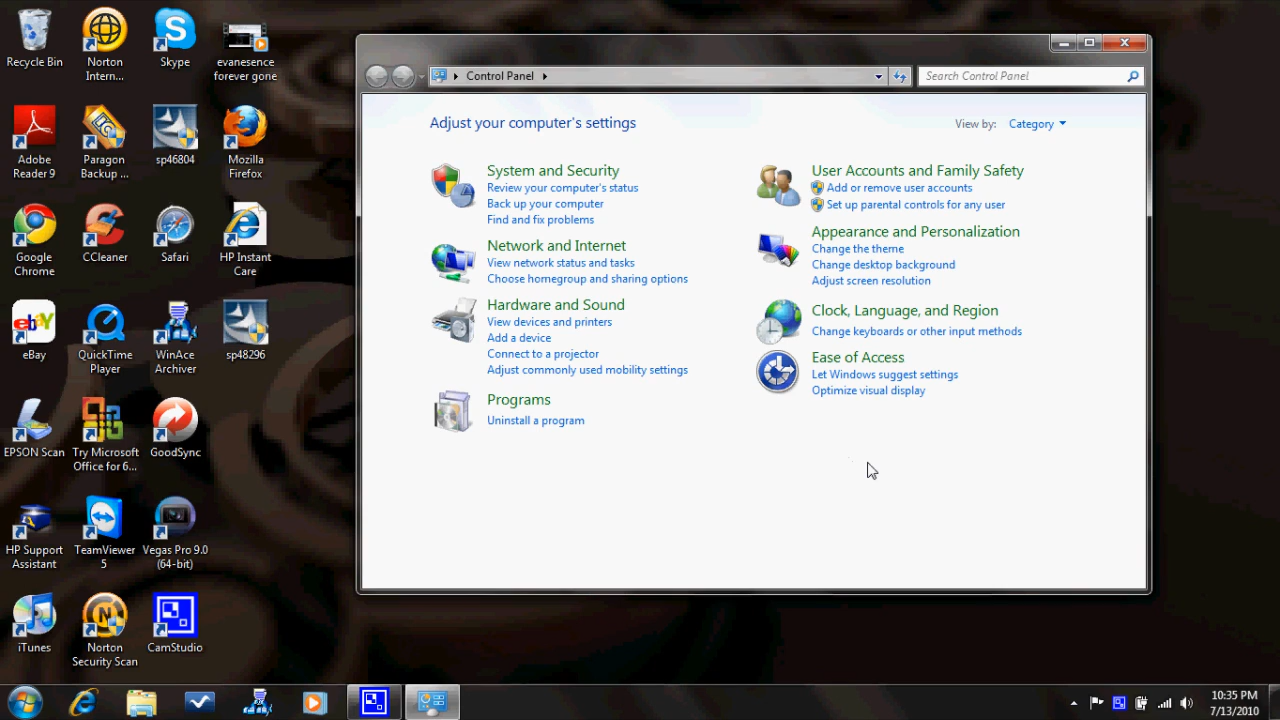 Recycle Bin
Norton
Intern...
Skype
evanesence
forever gone
Adobe
Reader 9
Paragon
Backup ...
sp46804
Mozilla
Firefox
Google
Chrome
CCleaner
Safari
HP Instant
Care
eBay
QuickTime
Player
WinAce
Archiver
sp48296
EPSON Scan
Try Microsoft
Office for 6...
GoodSync
HP Support
Assistant
TeamViewer
5
Vegas Pro 9.0
(64-bit)
iTunes
Norton
Security Scan
CamStudio
Control Panel
Search Control Panel
Adjust your computer's settings
View by: Category
System and Security
Review your computer's status
Back up your computer
Find and fix problems
Network and Internet
View network status and tasks
Choose homegroup and sharing options
Hardware and Sound
View devices and printers
Add a device
Connect to a projector
Adjust commonly used mobility settings
Programs
Uninstall a program
User Accounts and Family Safety
Add or remove user accounts
Set up parental controls for any user
Appearance and Personalization
Change the theme
Change desktop background
Adjust screen resolution
Clock, Language, and Region
Change keyboards or other input methods
Ease of Access
Let Windows suggest settings
Optimize visual display
10:35 PM
7/13/2010